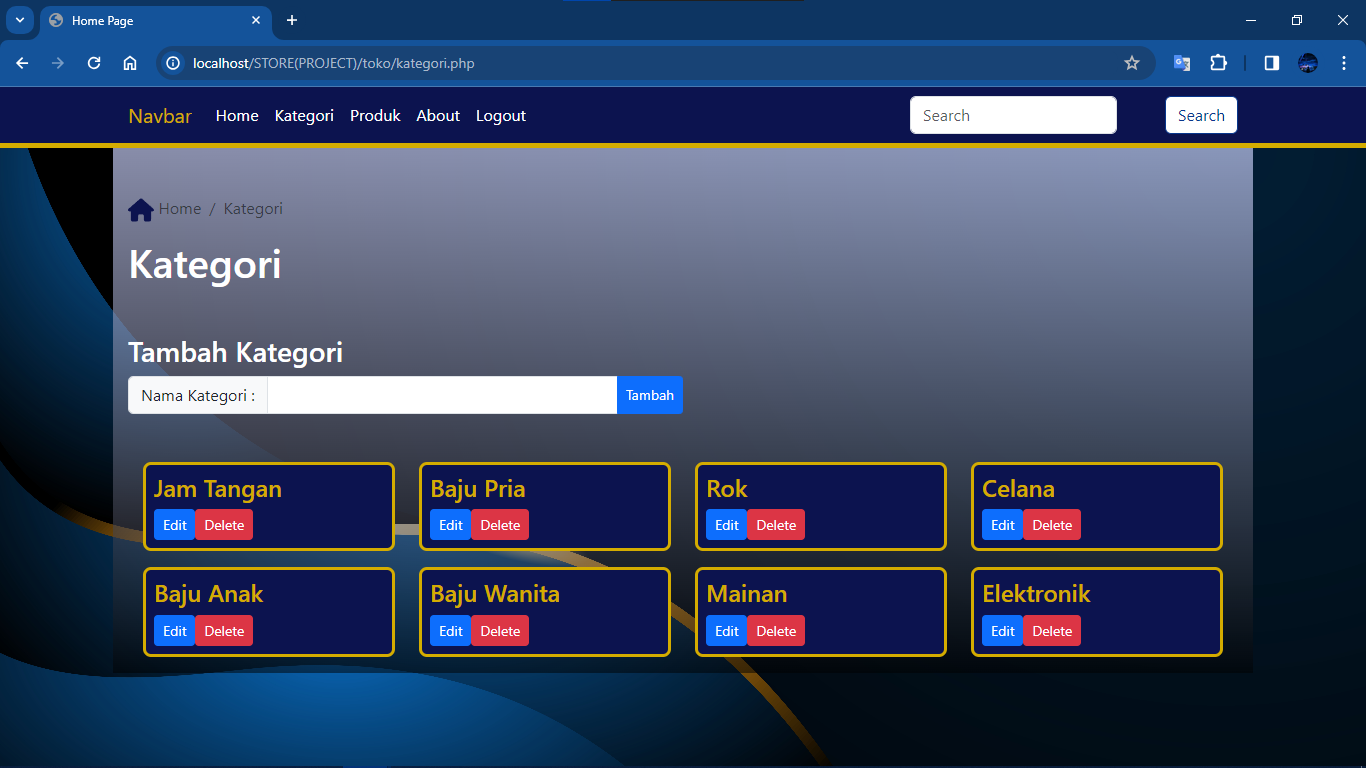 Home Page
localhost/STORE(PROJECT)/toko/kategori.php
Navbar Home Kategori Produk About Logout Search Search
Home / Kategori
Kategori
Tambah Kategori
Nama Kategori : Tambah
Jam Tangan Baju Pria Rok Celana
Edit Delete Edit Delete Edit Delete Edit Delete
Baju Anak Baju Wanita Mainan Elektronik
Edit Delete Edit Delete Edit Delete Edit Delete